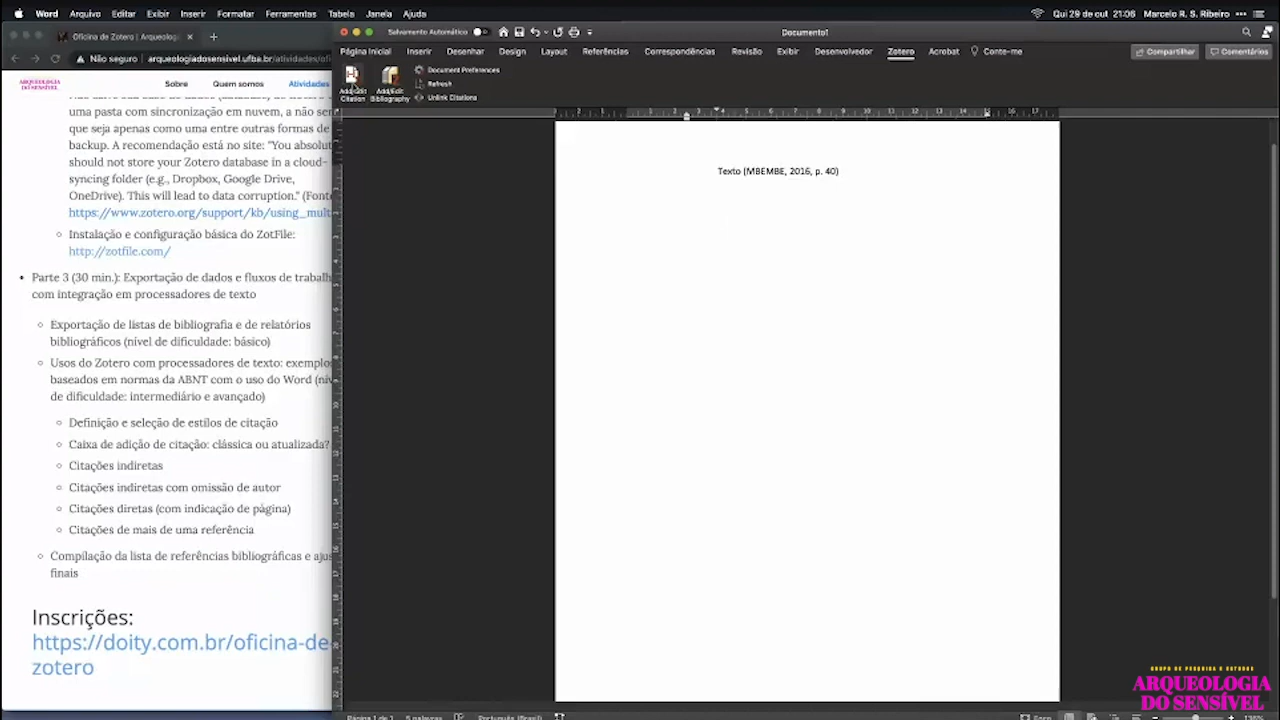 Word Arquivo Editar Exibir Inserir Formatar Ferramentas Tabela Janela Ajuda
Qui 29 de out 21:06 Marcelo R. S. Ribeiro
Oficina de Zotero | Arqueolog
Salvamento Automático
Documento1
Não seguro | arqueologiadosensivel.ufba.br/atividades/ofi
Página Inicial Inserir Desenhar Design Layout Referências Correspondências Revisão Exibir Desenvolvedor Zotero Acrobat Conte-me
Compartilhar Comentários
ARQUEOLOGIA
DO SENSÍVEL
Sobre Quem somos Atividades
Add/Edit
Citation
Add/Edit
Bibliography
Document Preferences
Refresh
Unlink Citations
uma pasta com sincronização em nuvem, a não ser
que seja apenas como uma entre outras formas de
backup. A recomendação está no site: "You absolut
should not store your Zotero database in a cloud-
syncing folder (e.g., Dropbox, Google Drive,
OneDrive). This will lead to data corruption." (Font
https://www.zotero.org/support/kb/using_mult
Instalação e configuração básica do ZotFile:
http://zotfile.com/
Parte 3 (30 min.): Exportação de dados e fluxos de trabalh
com integração em processadores de texto
Exportação de listas de bibliografia e de relatórios
bibliográficos (nível de dificuldade: básico)
Usos do Zotero com processadores de texto: exemplo
baseados em normas da ABNT com o uso do Word (nív
de dificuldade: intermediário e avançado)
Definição e seleção de estilos de citação
Caixa de adição de citação: clássica ou atualizada?
Citações indiretas
Citações indiretas com omissão de autor
Citações diretas (com indicação de página)
Citações de mais de uma referência
Compilação da lista de referências bibliográficas e ajus
finais
Inscrições:
https://doity.com.br/oficina-de
zotero
Texto (MBEMBE, 2016, p. 40)
Página 1 de 1 5 palavras Português (Brasil)
Foco
GRUPO DE PESQUISA E ESTUDOS
ARQUEOLOGIA
DO SENSÍVEL